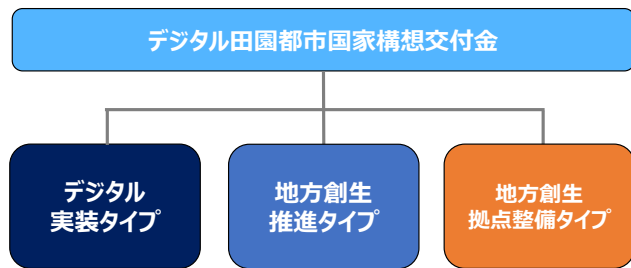 デジタル田園都市国家構想交付金
デジタル
実装タイプ
地方創生
推進タイプ
地方創生
拠点整備タイプ